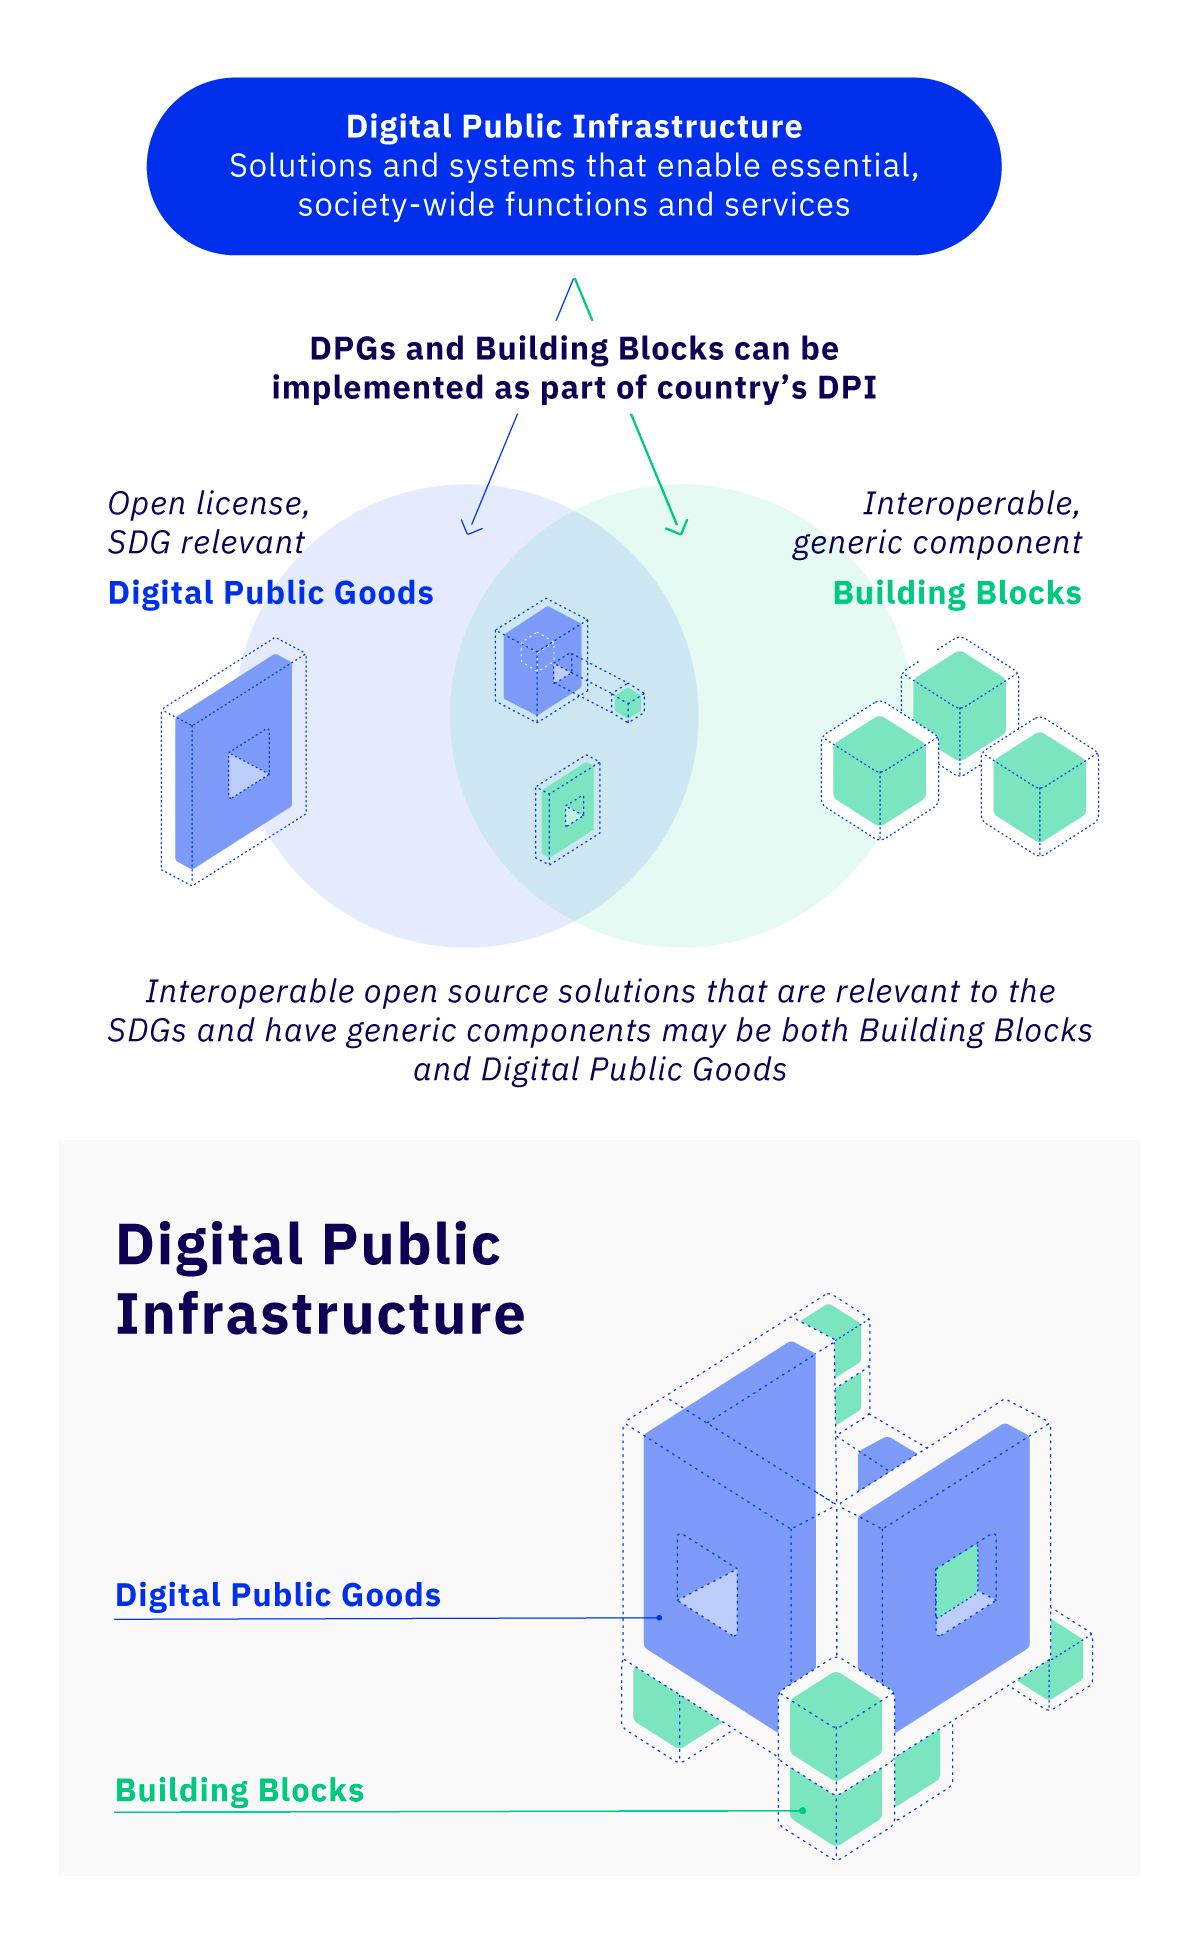 Digital Public Infrastructure
Solutions and systems that enable essential,
society-wide functions and services
DPGs and Building Blocks can be
implemented as part of country’s DPI
Open license,
SDG relevant
Digital Public Goods
Interoperable,
generic component
Building Blocks
Interoperable open source solutions that are relevant to the
SDGs and have generic components may be both Building Blocks
and Digital Public Goods
Digital Public
Infrastructure
Digital Public Goods
Building Blocks